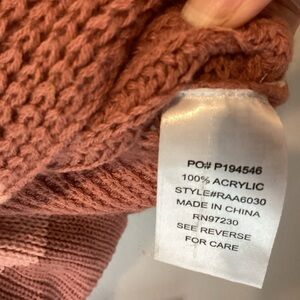 PO# P194546
100% ACRYLIC
STYLE#RAA6030
MADE IN CHINA
RN97230
SEE REVERSE
FOR CARE